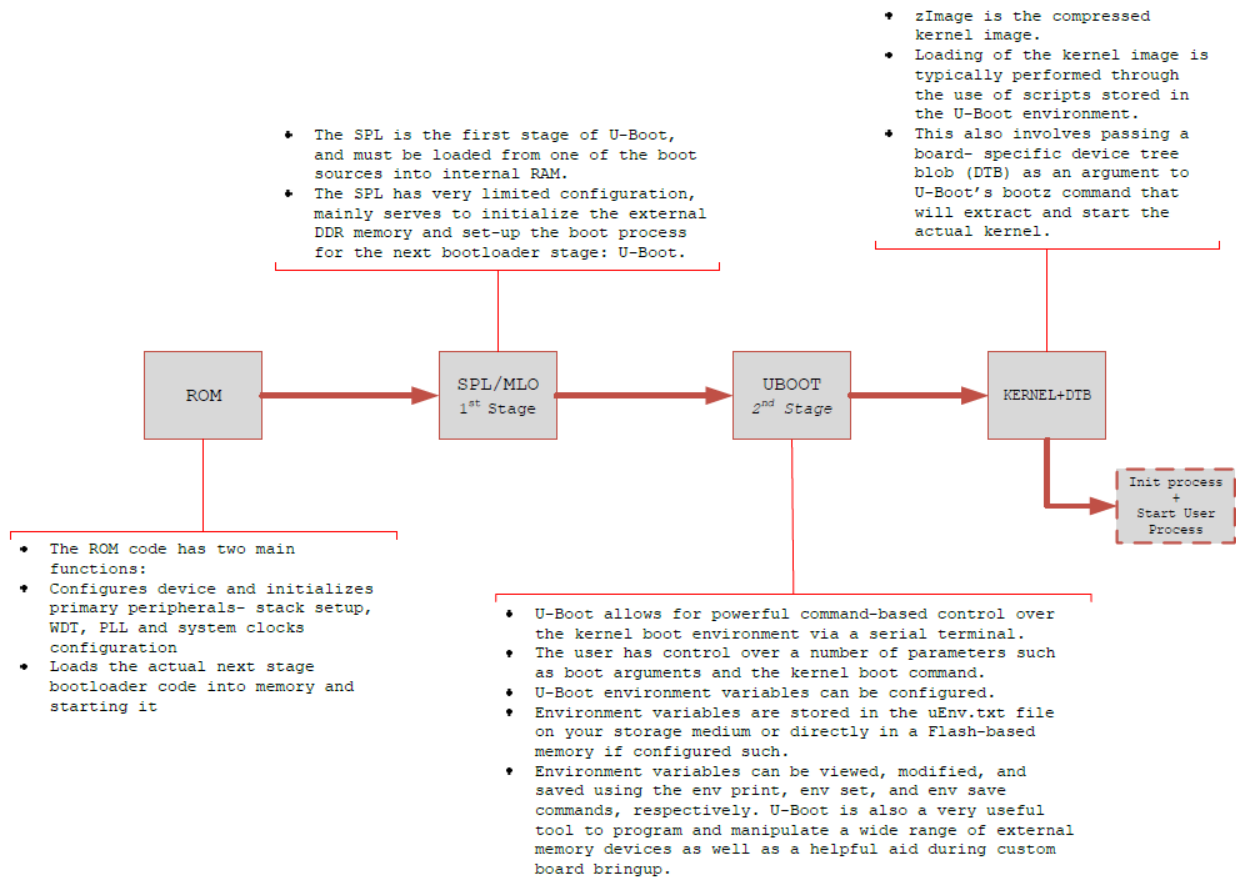 • zImage is the compressed
kernel image.
• Loading of the kernel image is
typically performed through
the use of scripts stored in
the U-Boot environment.
• This also involves passing a
board- specific device tree
blob (DTB) as an argument to
U-Boot's bootz command that
will extract and start the
actual kernel.
• The SPL is the first stage of U-Boot,
and must be loaded from one of the boot
sources into internal RAM.
• The SPL has very limited configuration,
mainly serves to initialize the external
DDR memory and set-up the boot process
for the next bootloader stage: U-Boot.
ROM
SPL/MLO
1st Stage
UBOOT
2nd Stage
KERNEL+DTB
Init process
+
Start User
Process
• The ROM code has two main
functions:
• Configures device and initializes
primary peripherals- stack setup,
WDT, PLL and system clocks
configuration
• Loads the actual next stage
bootloader code into memory and
starting it
• U-Boot allows for powerful command-based control over
the kernel boot environment via a serial terminal.
• The user has control over a number of parameters such
as boot arguments and the kernel boot command.
• U-Boot environment variables can be configured.
• Environment variables are stored in the uEnv.txt file
on your storage medium or directly in a Flash-based
memory if configured such.
• Environment variables can be viewed, modified, and
saved using the env print, env set, and env save
commands, respectively. U-Boot is also a very useful
tool to program and manipulate a wide range of external
memory devices as well as a helpful aid during custom
board bringup.